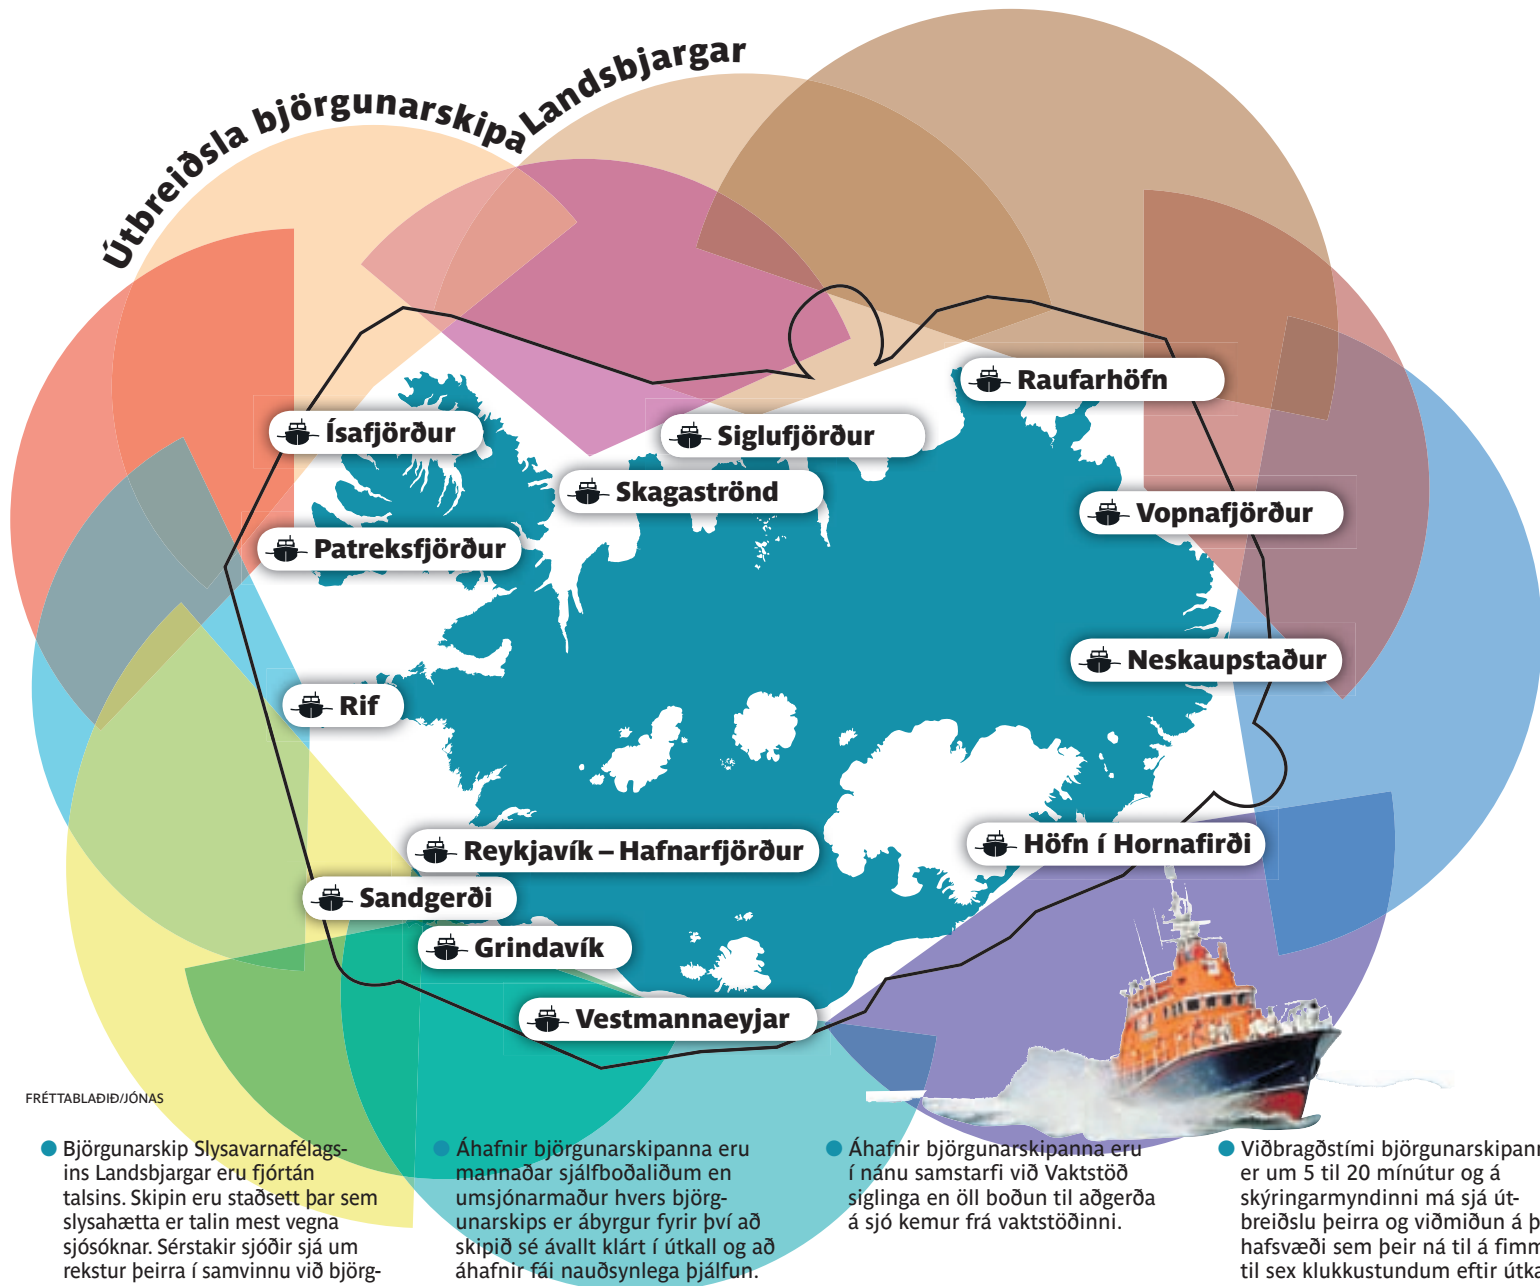 Útbreiðsla björgunarskipa Landsbjargar
Raufarhöfn
Ísafjörður
Siglufjörður
Skagaströnd
Vopnafjörður
Patreksfjörður
Neskaupstaður
Rif
Höfn í Hornafirði
Reykjavík – Hafnarfjörður
Sandgerði
Grindavík
Vestmannaeyjar
FRÉTTABLAÐIÐ/JÓNAS
Björgunarskip Slysavarnafélags-
ins Landsbjargar eru fjórtán
talsins. Skipin eru staðsett þar sem
slysahætta er talin mest vegna
sjósóknar. Sérstakir sjóðir sjá um
rekstur þeirra í samvinnu við björg-
Áhafnir björgunarskipanna eru
mannaðar sjálfboðaliðum en
umsjónarmaður hvers björg-
unarskips er ábyrgur fyrir því að
skipið sé ávallt klárt í útkall og að
áhafnir fái nauðsynlega þjálfun.
Áhafnir björgunarskipanna eru
í nánu samstarfi við Vaktstöð
siglinga en öll boðun til aðgerða
á sjó kemur frá vaktstöðinni.
Viðbragðstími björgunarskipan
er um 5 til 20 mínútur og á
skýringarmyndinni má sjá út-
breiðslu þeirra og viðmiðun á þ
hafsvæði sem þeir ná til á fimm
til sex klukkustundum eftir útka